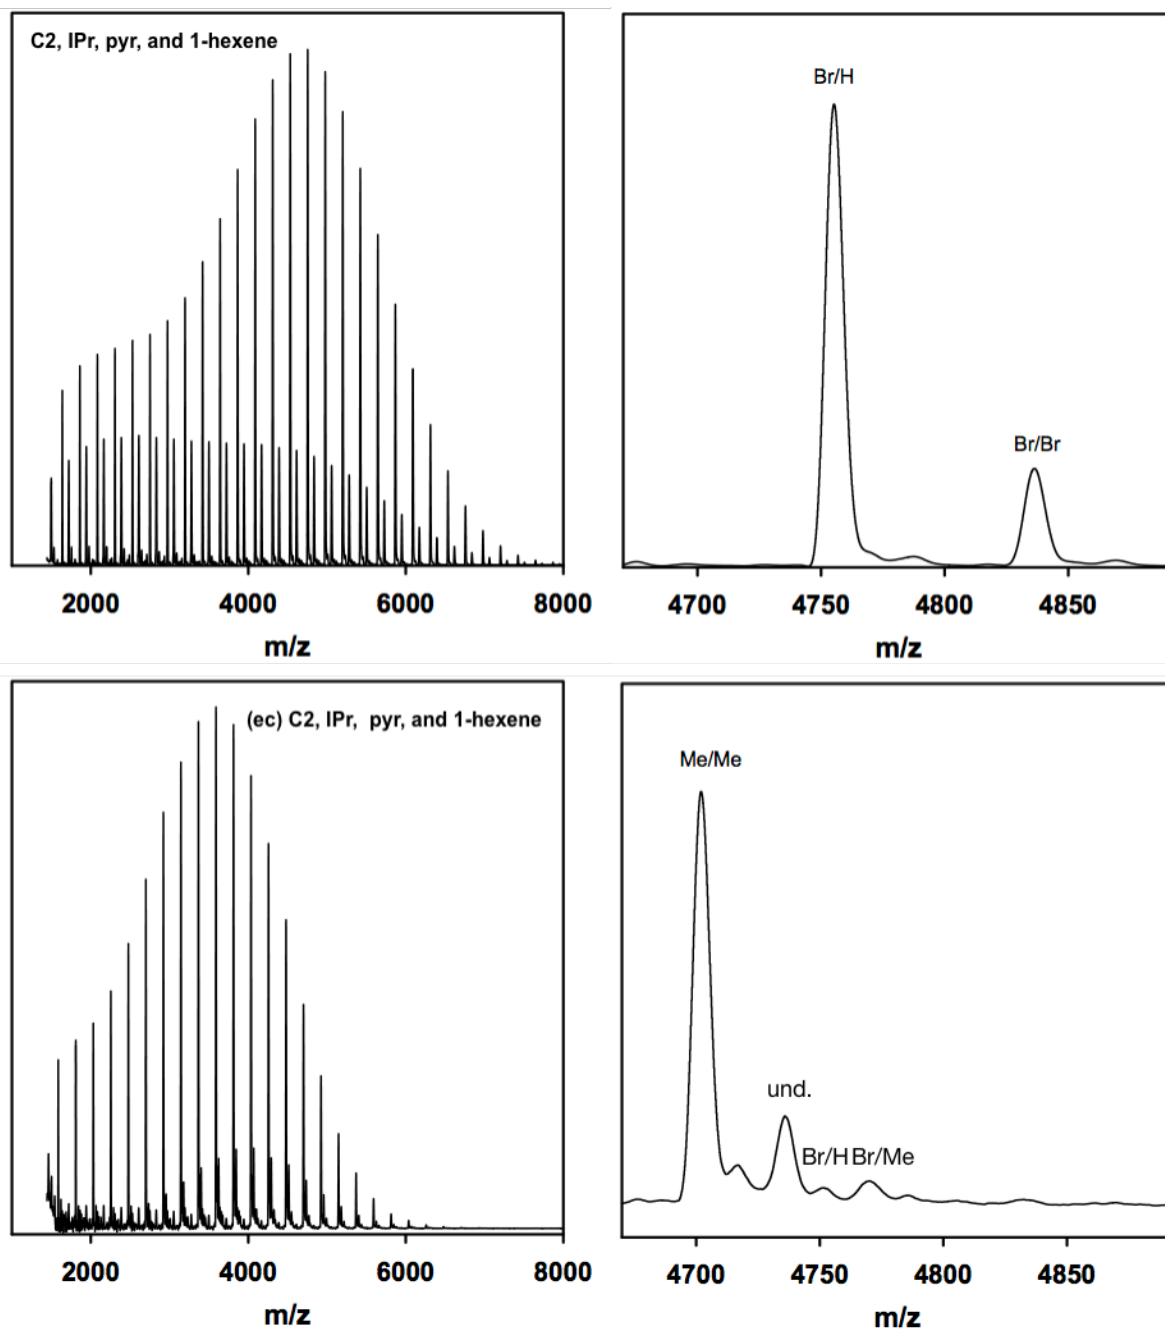 C2, IPr, pyr, and 1-hexene
2000 4000 6000 8000
m/z
Br/H
Br/Br
4700 4750 4800 4850
m/z
(ec) C2, IPr, pyr, and 1-hexene
2000 4000 6000 8000
m/z
Me/Me
und.
Br/H Br/Me
4700 4750 4800 4850
m/z